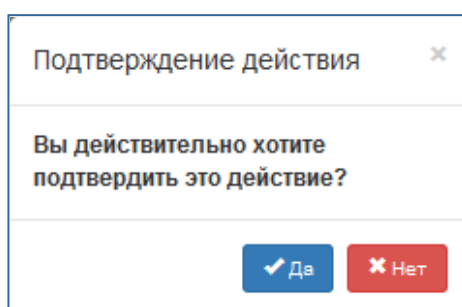 Подтверждение действия
Вы действительно хотите
подтвердить это действие?
Да Нет